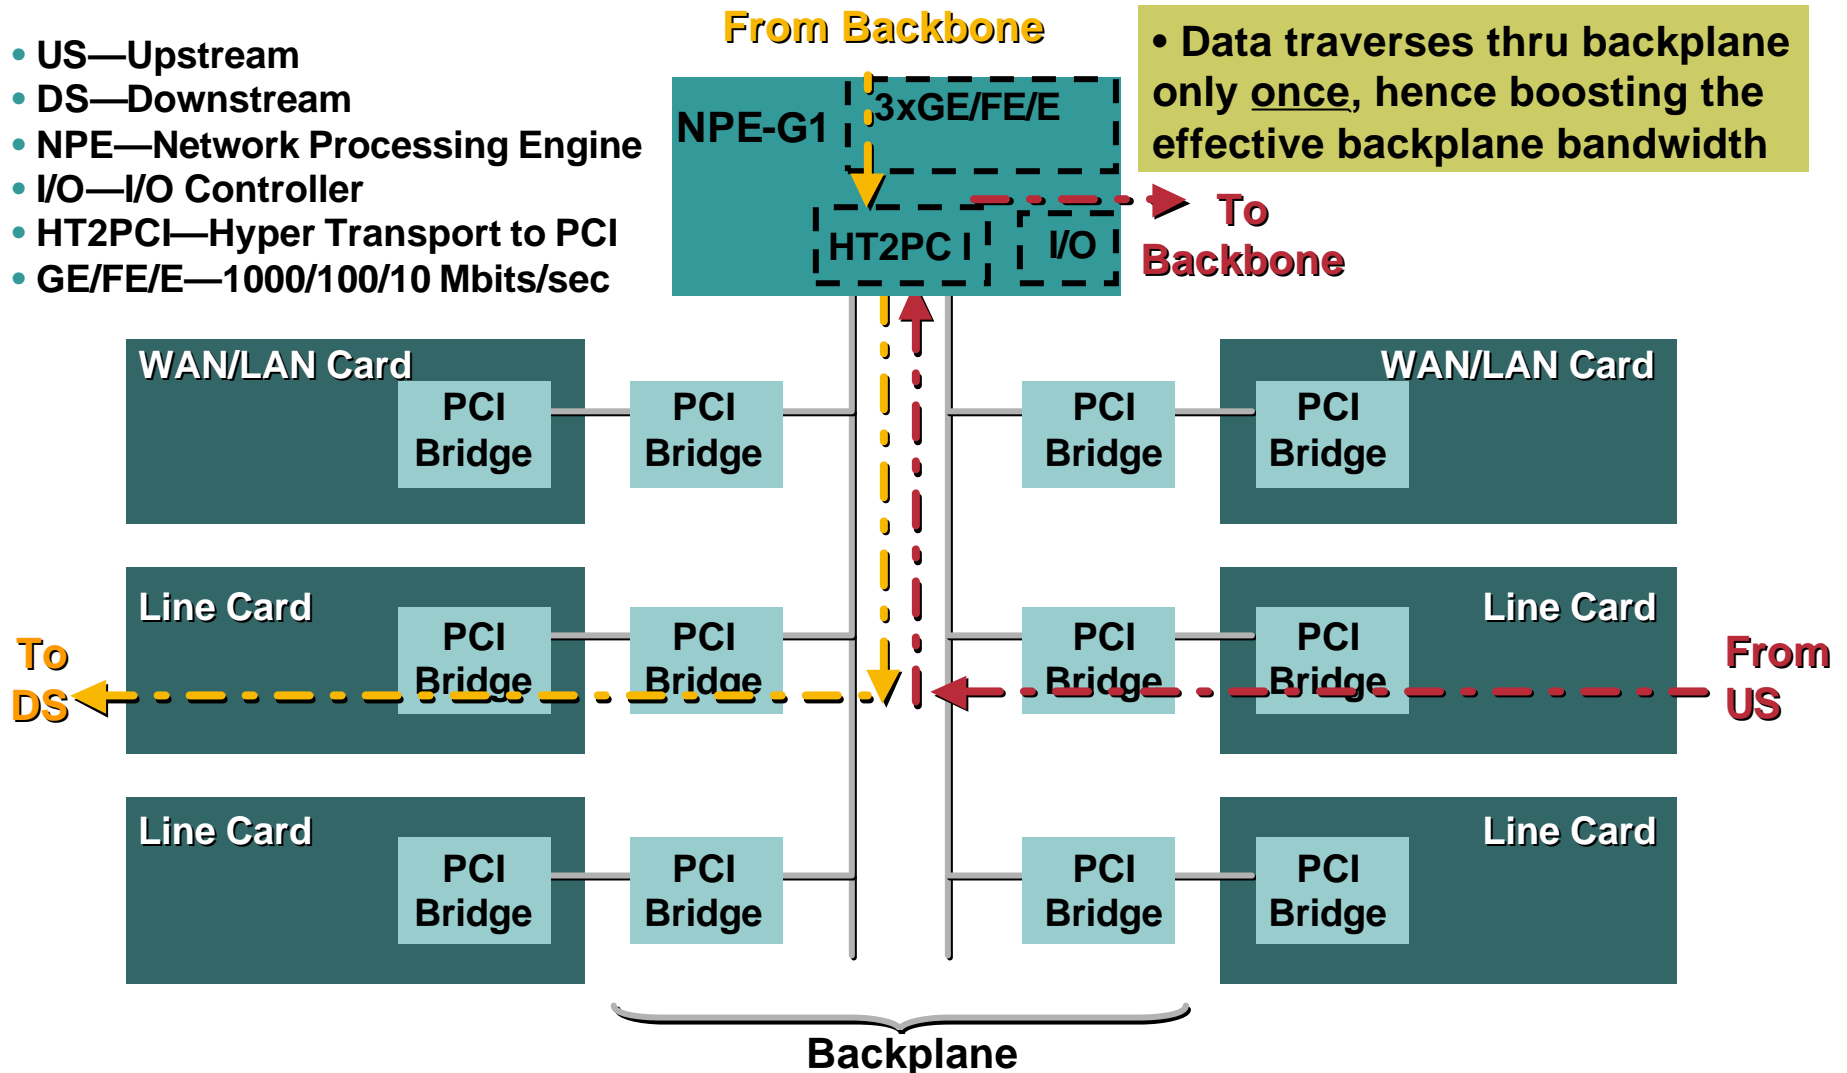 • US—Upstream
• DS—Downstream
• NPE—Network Processing Engine
• I/O—I/O Controller
• HT2PCI—Hyper Transport to PCI
• GE/FE/E—1000/100/10 Mbits/sec
From Backbone
• Data traverses thru backplane
only once, hence boosting the
effective backplane bandwidth
NPE-G1
3xGE/FE/E
HT2PC I
I/O
To
Backbone
WAN/LAN Card
PCI
Bridge
PCI
Bridge
PCI
Bridge
WAN/LAN Card
PCI
Bridge
Line Card
PCI
Bridge
PCI
Bridge
PCI
Bridge
Line Card
PCI
Bridge
To
DS
From
US
Line Card
PCI
Bridge
PCI
Bridge
PCI
Bridge
Line Card
PCI
Bridge
Backplane